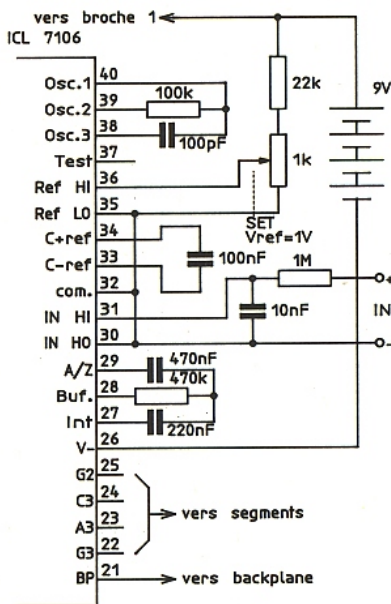 vers broche 1
ICL 7106
9V
Osc.1 40
100k
22k
Osc.2 39
Osc.3 38
100pF
Test 37
1k
Ref HI 36
Ref LO 35
SET
Vref=1V
C+ref 34
100nF
C-ref 33
1M
+
com. 32
IN HI 31
10nF
IN
IN HO 30
-
A/Z 29
470nF
470k
Buf. 28
Int 27
220nF
V- 26
G2 25
C3 24
vers segments
A3 23
G3 22
BP 21
vers backplane